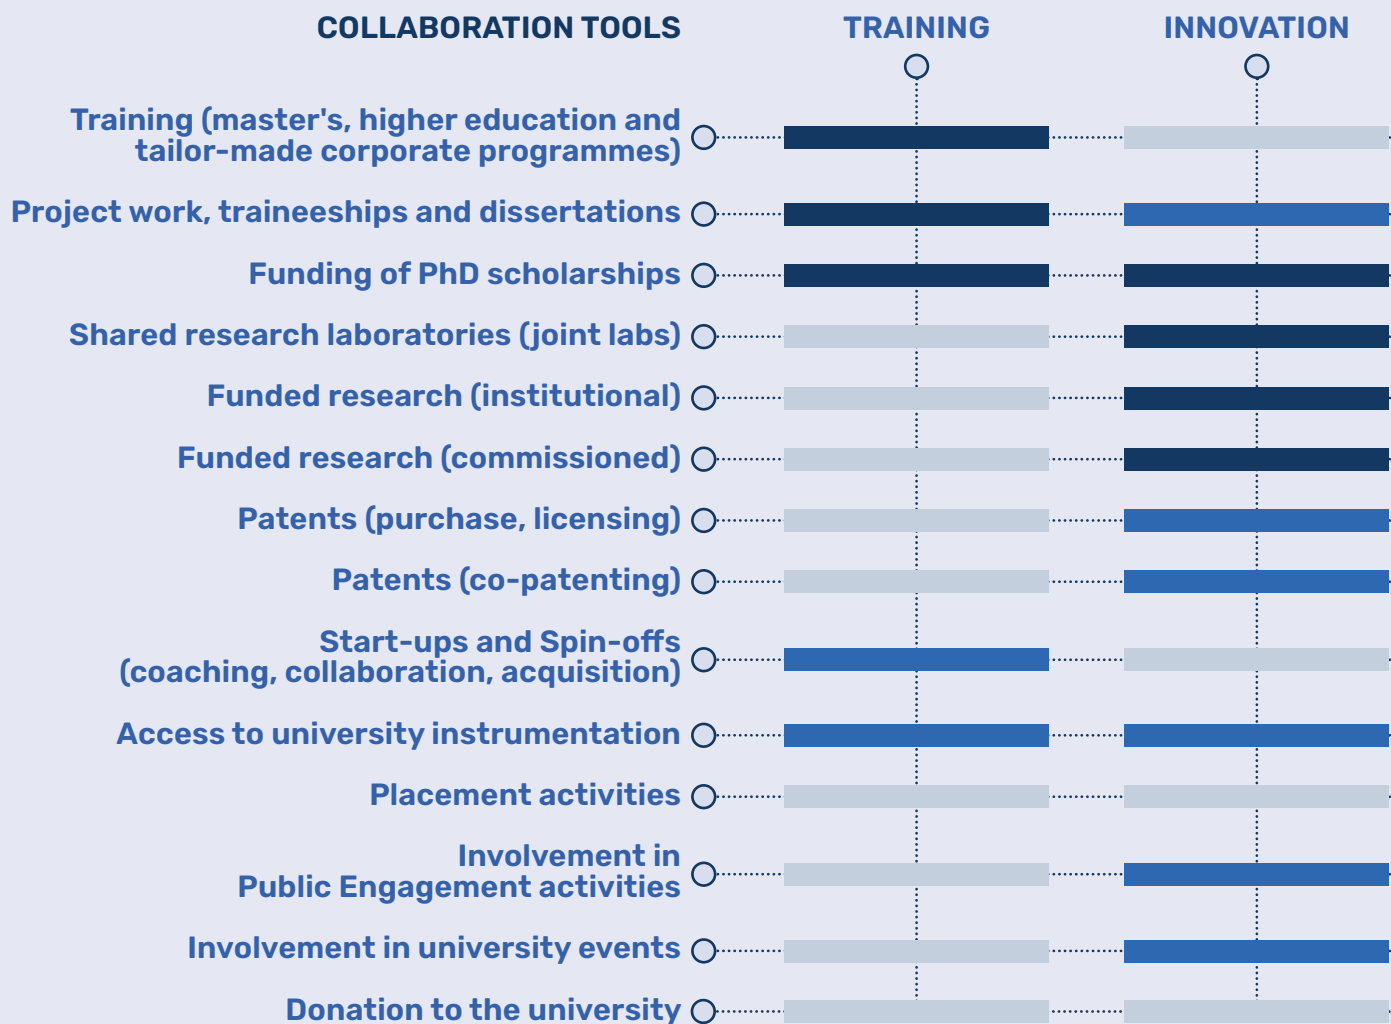 COLLABORATION TOOLS
TRAINING
INNOVATION
Training (master's, higher education and
tailor-made corporate programmes)
Project work, traineeships and dissertations
Funding of PhD scholarships
Shared research laboratories (joint labs)
Funded research (institutional)
Funded research (commissioned)
Patents (purchase, licensing)
Patents (co-patenting)
Start-ups and Spin-offs
(coaching, collaboration, acquisition)
Access to university instrumentation
Placement activities
Involvement in
Public Engagement activities
Involvement in university events
Donation to the university